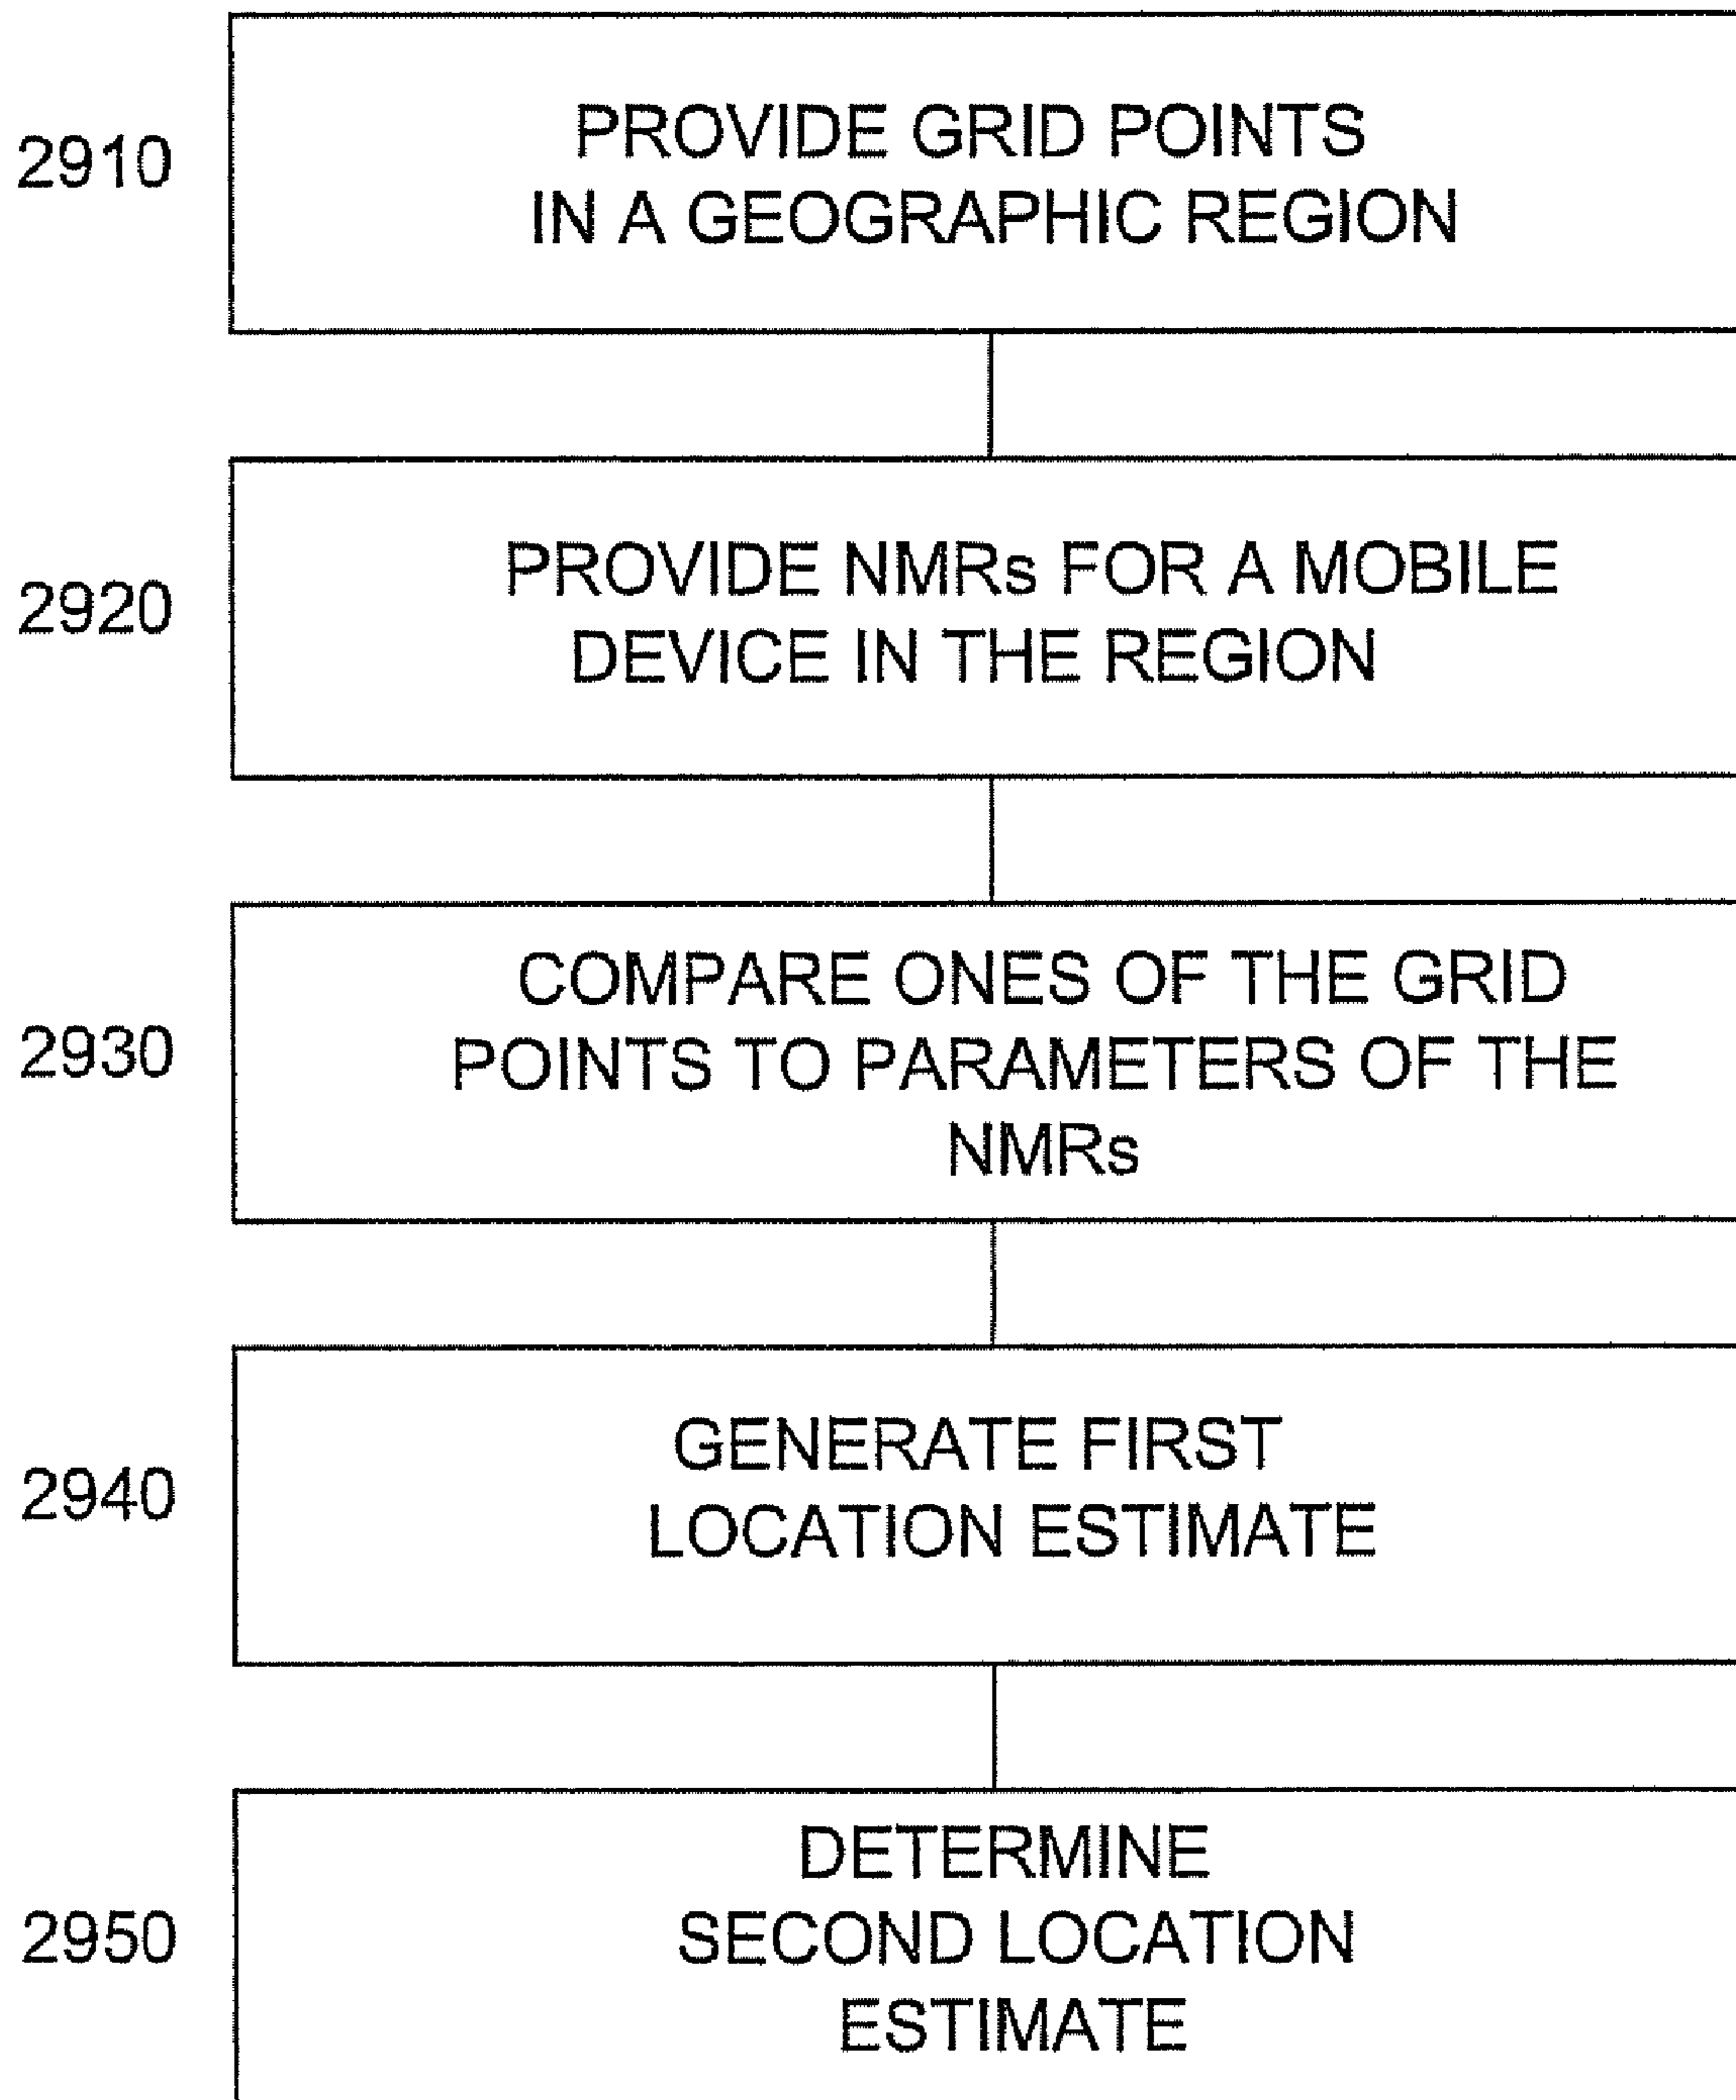 2910
PROVIDE GRID POINTS
IN A GEOGRAPHIC REGION
2920
PROVIDE NMRs FOR A MOBILE
DEVICE IN THE REGION
2930
COMPARE ONES OF THE GRID
POINTS TO PARAMETERS OF THE
NMRs
2940
GENERATE FIRST
LOCATION ESTIMATE
2950
DETERMINE
SECOND LOCATION
ESTIMATE